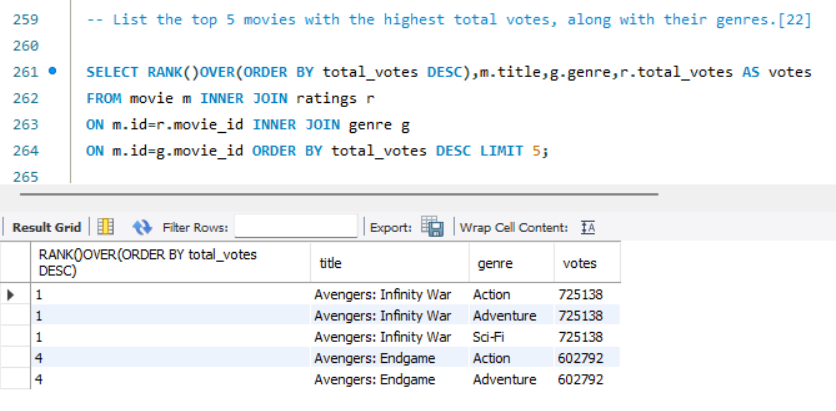 259 -- List the top 5 movies with the highest total votes, along with their genres.[22]
260
261 SELECT RANK()OVER(ORDER BY total_votes DESC),m.title,g.genre,r.total_votes AS votes
262 FROM movie m INNER JOIN ratings r
263 ON m.id=r.movie_id INNER JOIN genre g
264 ON m.id=g.movie_id ORDER BY total_votes DESC LIMIT 5;
265
Result Grid Filter Rows: Export: Wrap Cell Content: IA
RANK()OVER(ORDER BY total_votes
DESC) title genre votes
1 Avengers: Infinity War Action 725138
1 Avengers: Infinity War Adventure 725138
1 Avengers: Infinity War Sci-Fi 725138
4 Avengers: Endgame Action 602792
4 Avengers: Endgame Adventure 602792